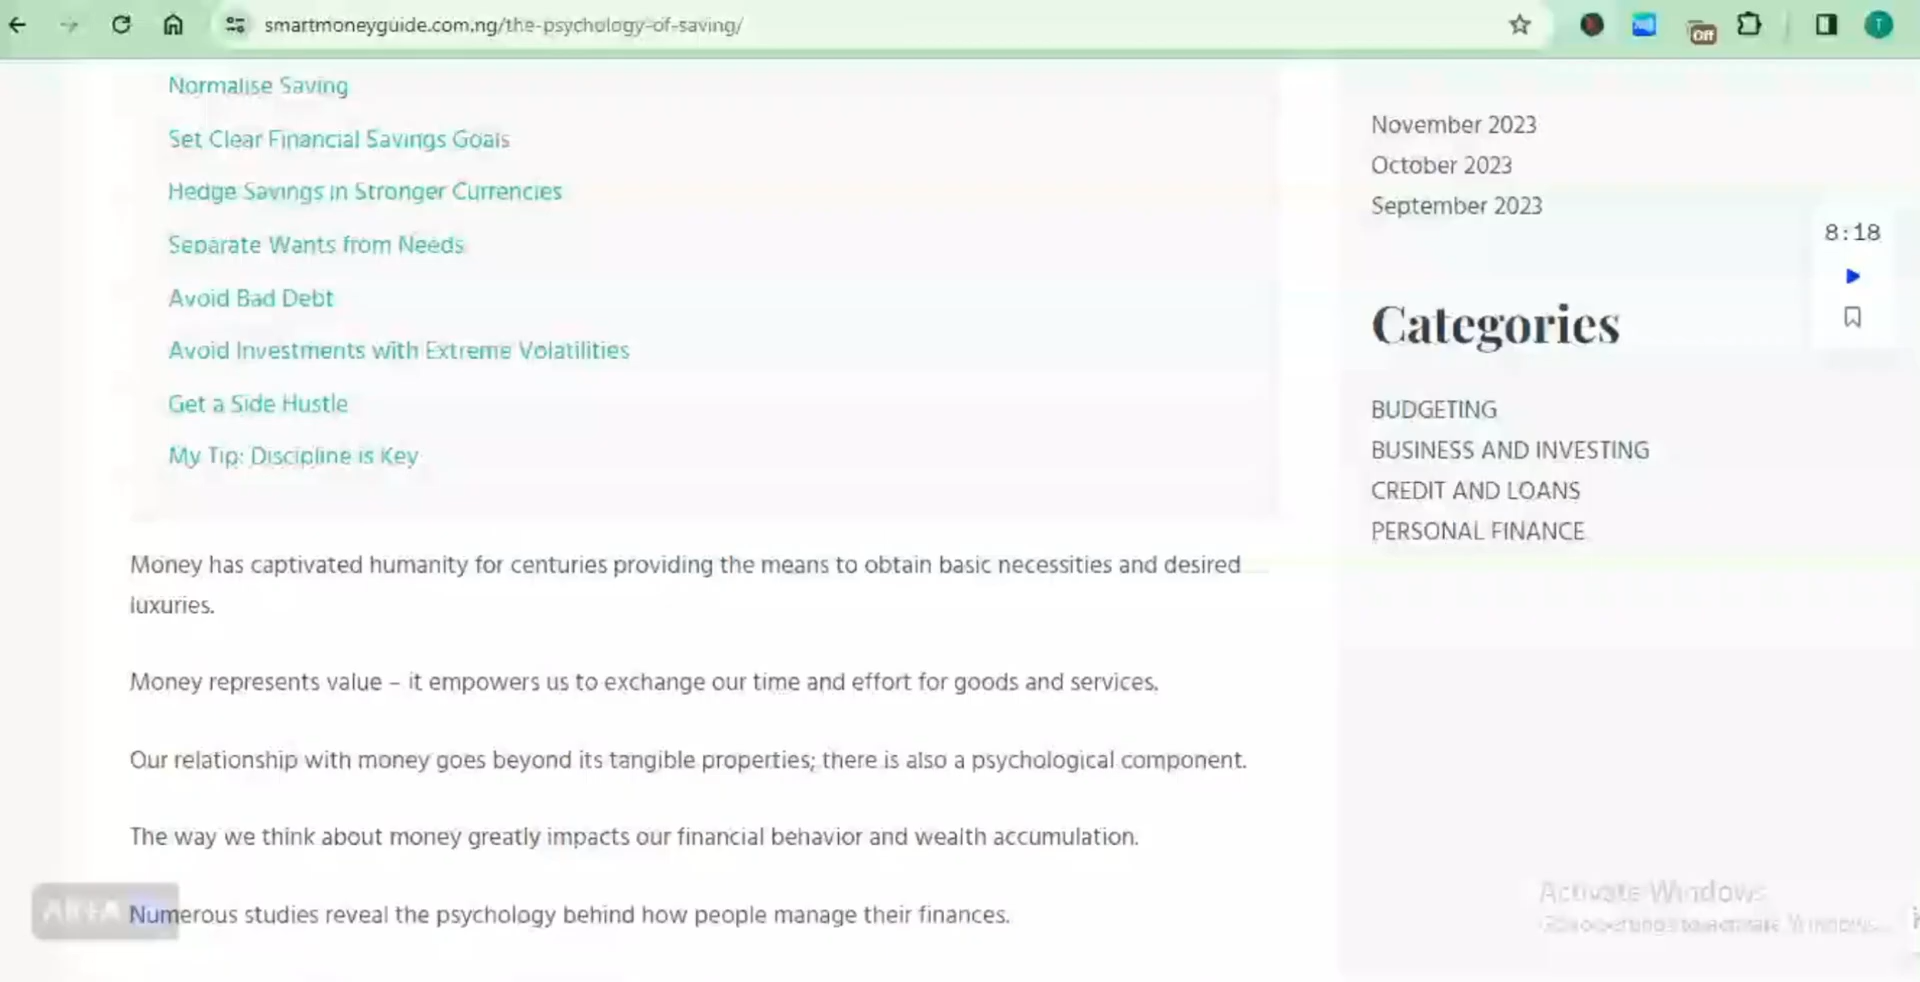 smartmoneyguide.com.ng/the-psychology-of-saving/
Off
T
Normalise Saving
Set Clear Financial Savings Goals
Hedge Savings in Stronger Currencies
Separate Wants from Needs
Avoid Bad Debt
Avoid Investments with Extreme Volatilities
Get a Side Hustle
My Tip: Discipline is Key
Money has captivated humanity for centuries providing the means to obtain basic necessities and desired
luxuries.
Money represents value – it empowers us to exchange our time and effort for goods and services.
Our relationship with money goes beyond its tangible properties; there is also a psychological component.
The way we think about money greatly impacts our financial behavior and wealth accumulation.
Numerous studies reveal the psychology behind how people manage their finances.
November 2023
October 2023
September 2023
8:18
Categories
BUDGETING
BUSINESS AND INVESTING
CREDIT AND LOANS
PERSONAL FINANCE
Activate Windows